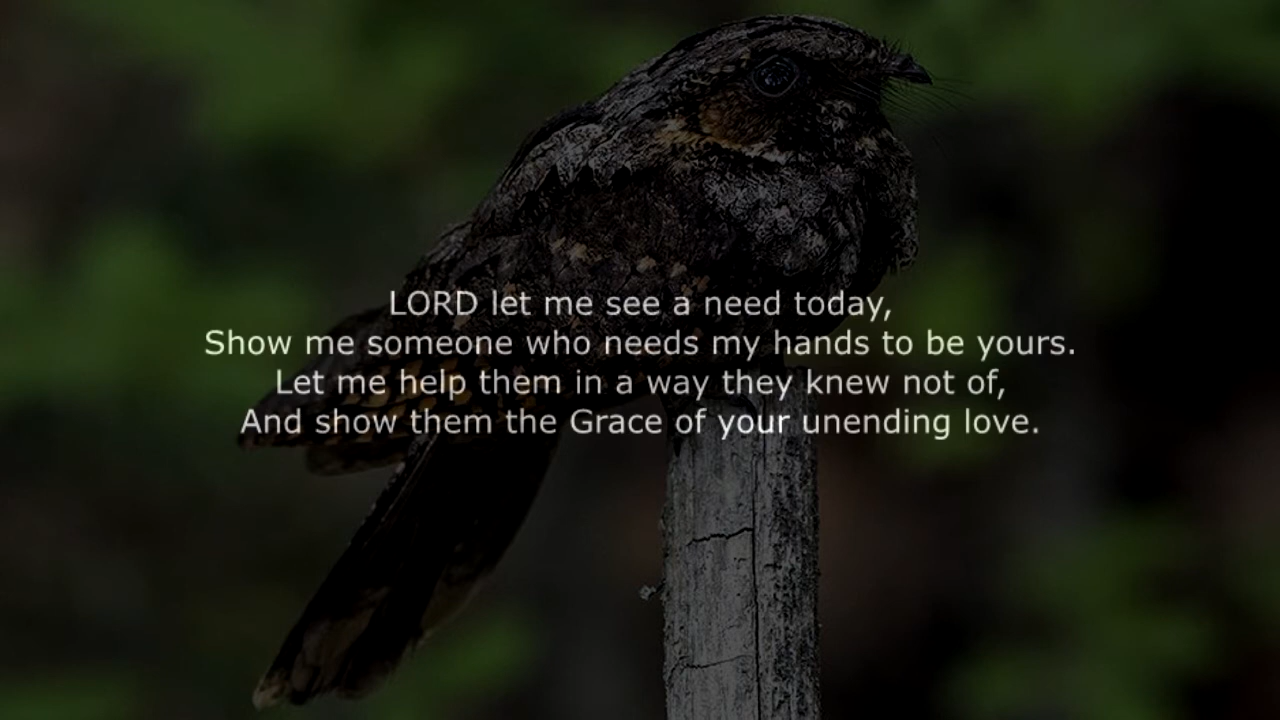 LORD let me see a need today,
Show me someone who needs my hands to be yours.
Let me help them in a way they knew not of,
And show them the Grace of your unending love.